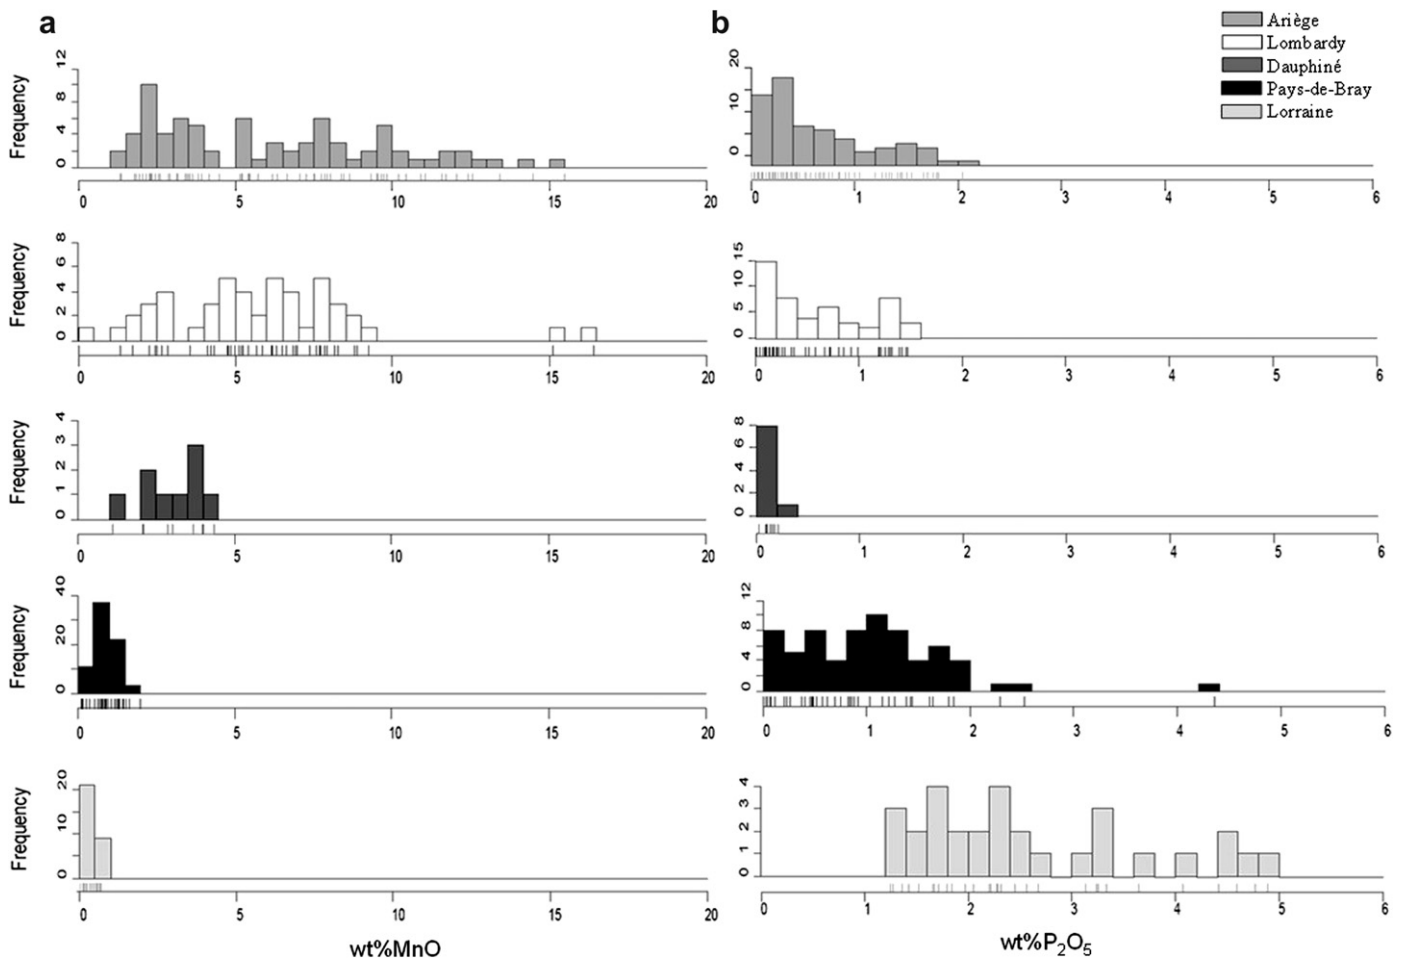 a
b
Ariège
Lombardy
Dauphiné
Pays-de-Bray
Lorraine
Frequency
0 4 8 12
0 5 10 15 20
0 10 20
0 1 2 3 4 5 6
Frequency
0 2 4 6 8
0 5 10 15 20
0 5 10 15
0 1 2 3 4 5 6
Frequency
0 1 2 3 4
0 5 10 15 20
0 2 4 6 8
0 1 2 3 4 5 6
Frequency
0 20 40
0 5 10 15 20
0 4 8 12
0 1 2 3 4 5 6
Frequency
0 10 20
0 5 10 15 20
0 1 2 3 4
0 1 2 3 4 5 6
wt%MnO
wt%P₂O₅